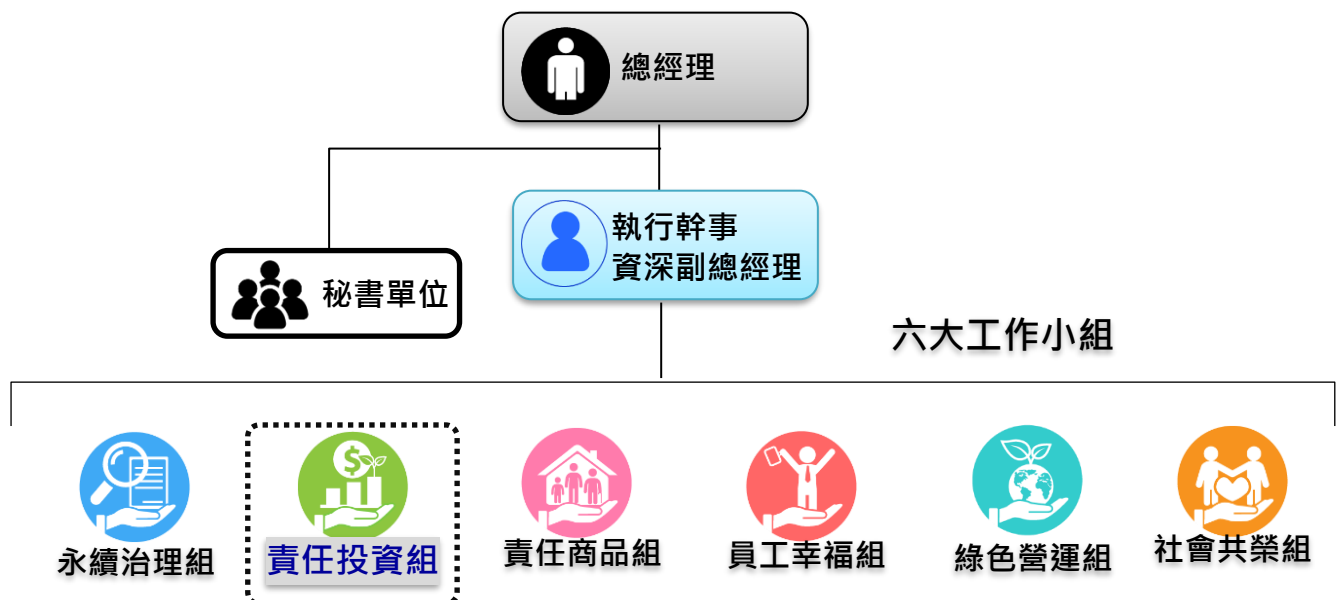 總經理
執行幹事
資深副總經理
秘書單位
六大工作小組
永續治理組
責任投資組
責任商品組
員工幸福組
綠色營運組
社會共榮組